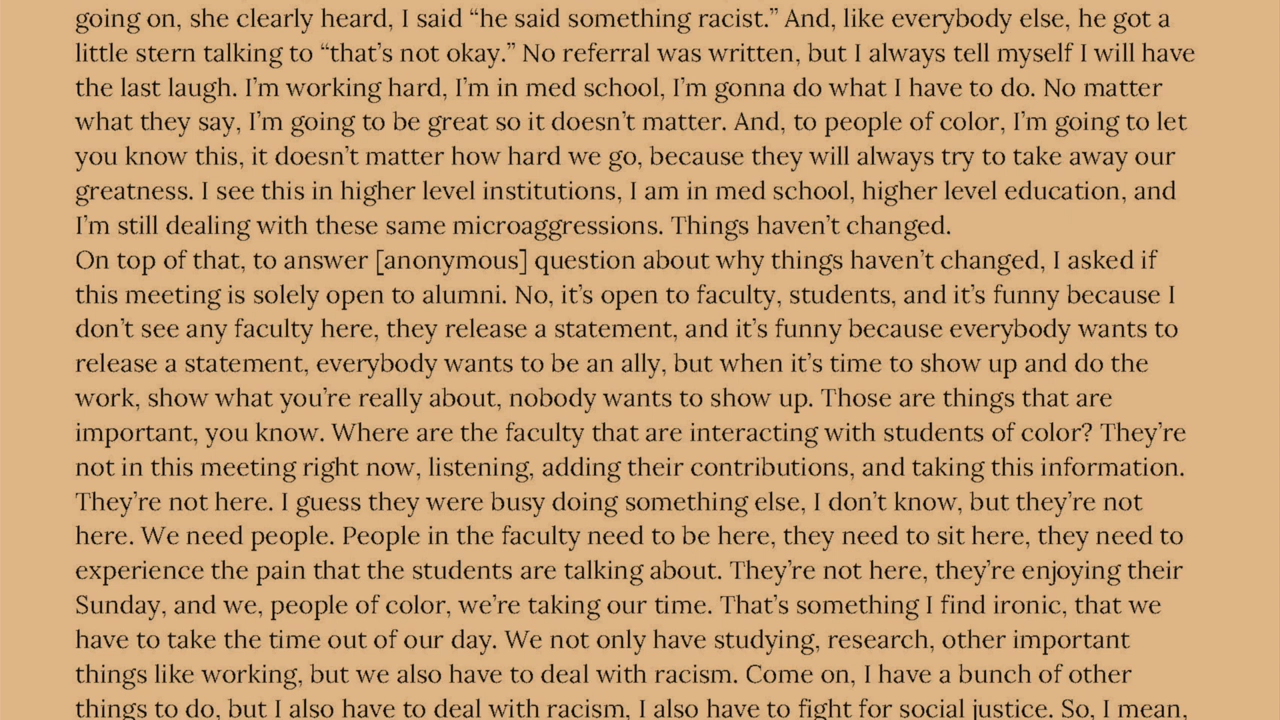 going on, she clearly heard, I said “he said something racist.” And, like everybody else, he got a
little stern talking to “that’s not okay.” No referral was written, but I always tell myself I will have
the last laugh. I’m working hard, I’m in med school, I’m gonna do what I have to do. No matter
what they say, I’m going to be great so it doesn’t matter. And, to people of color, I’m going to let
you know this, it doesn’t matter how hard we go, because they will always try to take away our
greatness. I see this in higher level institutions, I am in med school, higher level education, and
I’m still dealing with these same microaggressions. Things haven’t changed.
On top of that, to answer [anonymous] question about why things haven’t changed, I asked if
this meeting is solely open to alumni. No, it’s open to faculty, students, and it’s funny because I
don’t see any faculty here, they release a statement, and it’s funny because everybody wants to
release a statement, everybody wants to be an ally, but when it’s time to show up and do the
work, show what you’re really about, nobody wants to show up. Those are things that are
important, you know. Where are the faculty that are interacting with students of color? They’re
not in this meeting right now, listening, adding their contributions, and taking this information.
They’re not here. I guess they were busy doing something else, I don’t know, but they’re not
here. We need people. People in the faculty need to be here, they need to sit here, they need to
experience the pain that the students are talking about. They’re not here, they’re enjoying their
Sunday, and we, people of color, we’re taking our time. That’s something I find ironic, that we
have to take the time out of our day. We not only have studying, research, other important
things like working, but we also have to deal with racism. Come on, I have a bunch of other
things to do, but I also have to deal with racism, I also have to fight for social justice. So, I mean,